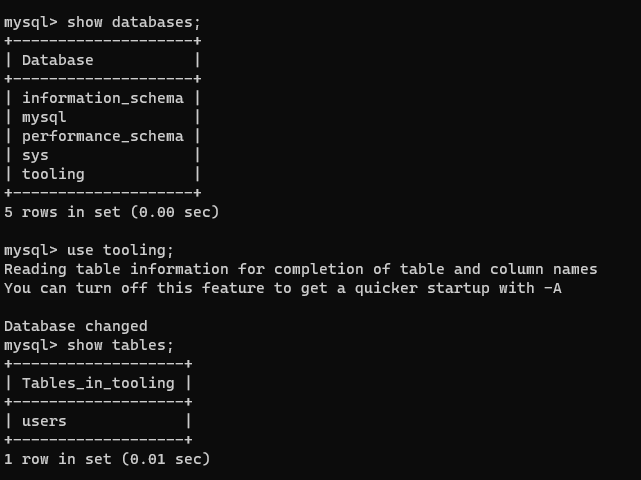 mysql> show databases;
+--------------------+
| Database           |
+--------------------+
| information_schema |
| mysql              |
| performance_schema |
| sys                |
| tooling            |
+--------------------+
5 rows in set (0.00 sec)

mysql> use tooling;
Reading table information for completion of table and column names
You can turn off this feature to get a quicker startup with -A

Database changed
mysql> show tables;
+-------------------+
| Tables_in_tooling |
+-------------------+
| users             |
+-------------------+
1 row in set (0.01 sec)